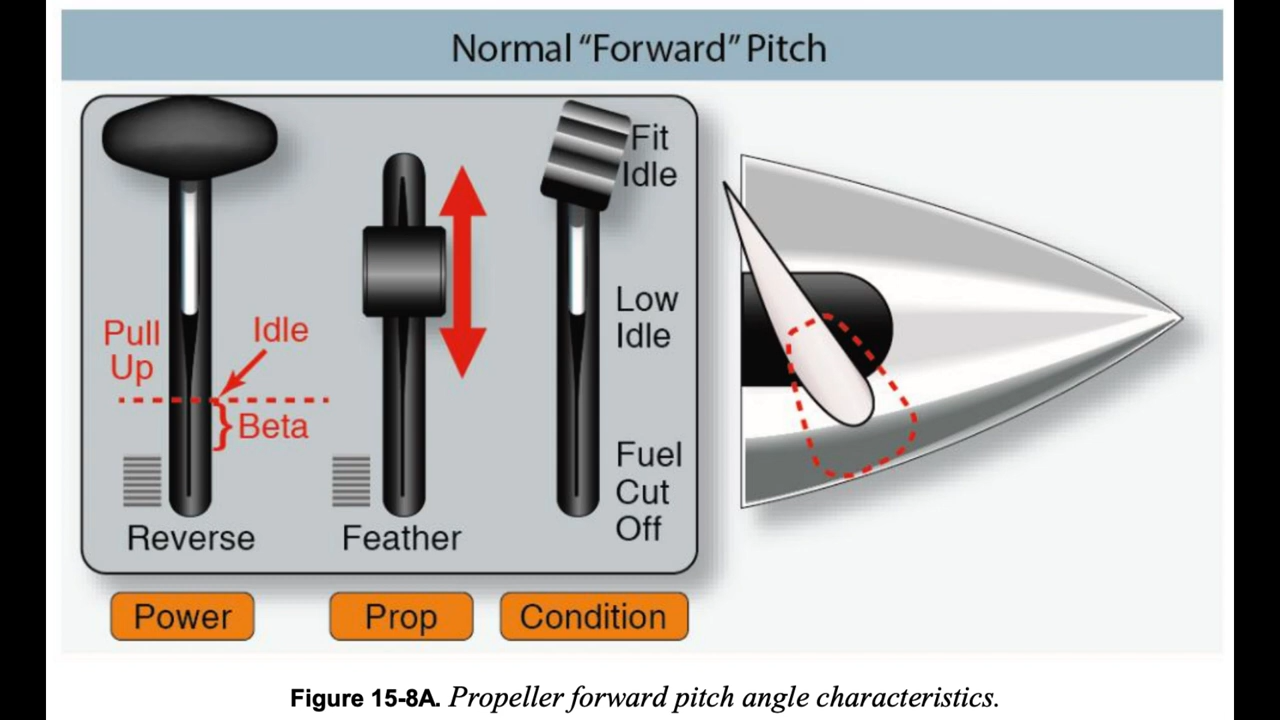 Normal “Forward” Pitch
Fit
Idle
Pull
Up
Idle
Beta
Low
Idle
Fuel
Cut
Off
Reverse
Feather
Power
Prop
Condition
Figure 15-8A. Propeller forward pitch angle characteristics.